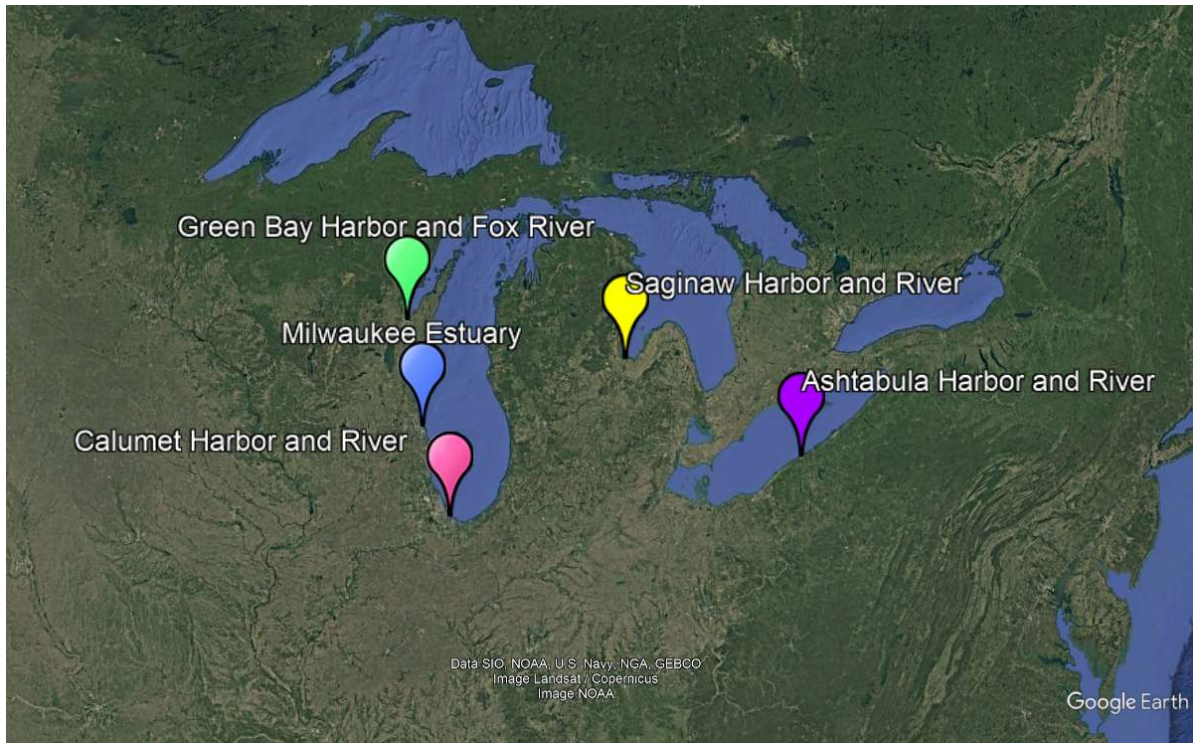 Green Bay Harbor and Fox River
Saginaw Harbor and River
Milwaukee Estuary
Ashtabula Harbor and River
Calumet Harbor and River
Data SIO, NOAA, U.S. Navy, NGA, GEBCO
Image Landsat / Copernicus
Image NOAA
Google Earth